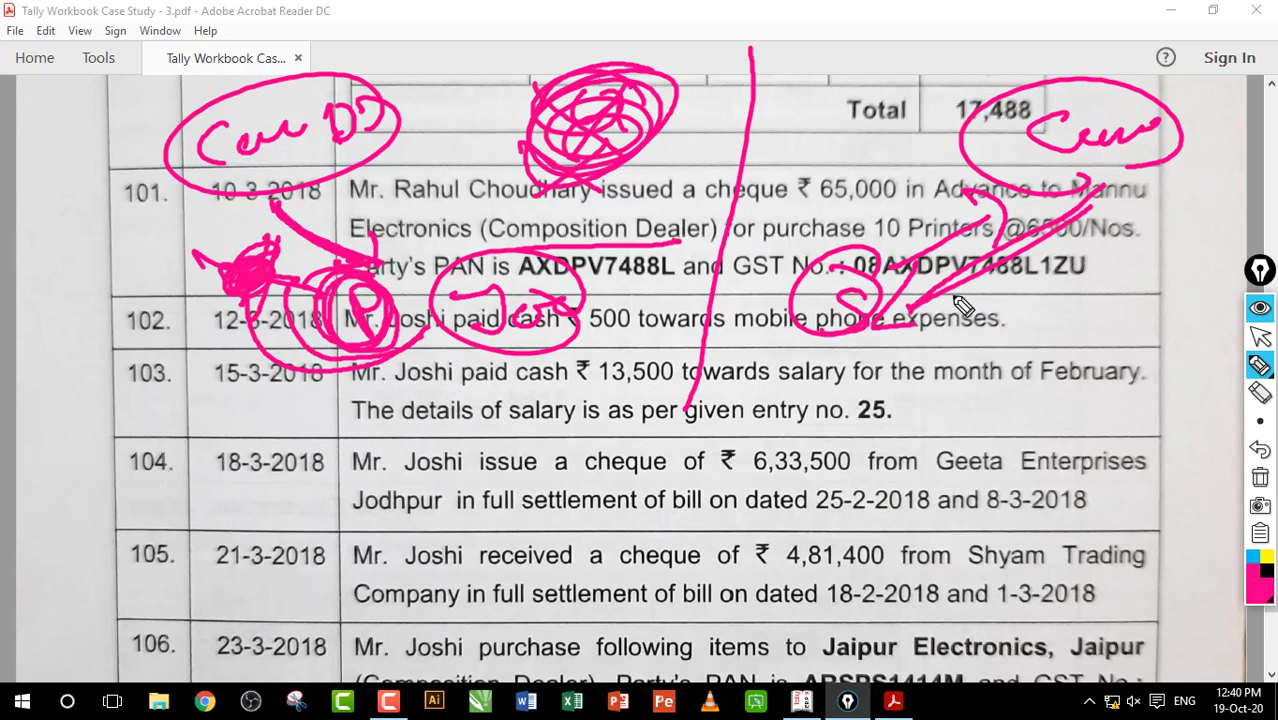 Tally Workbook Case Study - 3.pdf - Adobe Acrobat Reader DC
File Edit View Sign Window Help
Home Tools Tally Workbook Cas... × ? Sign In
Total 17,488
101. 10-3-2018 Mr. Rahul Choudhary issued a cheque ₹ 65,000 in Advance to Mannu
Electronics (Composition Dealer) for purchase 10 Printers @6500/Nos.
Party's PAN is AXDPV7488L and GST No. : 08AXDPV7488L1ZU
102. 12-3-2018 Mr. Joshi paid cash ₹ 500 towards mobile phone expenses.
103. 15-3-2018 Mr. Joshi paid cash ₹ 13,500 towards salary for the month of February.
The details of salary is as per given entry no. 25.
104. 18-3-2018 Mr. Joshi issue a cheque of ₹ 6,33,500 from Geeta Enterprises
Jodhpur in full settlement of bill on dated 25-2-2018 and 8-3-2018
105. 21-3-2018 Mr. Joshi received a cheque of ₹ 4,81,400 from Shyam Trading
Company in full settlement of bill on dated 18-2-2018 and 1-3-2018
106. 23-3-2018 Mr. Joshi purchase following items to Jaipur Electronics, Jaipur
ENG 12:40 PM
19-Oct-20